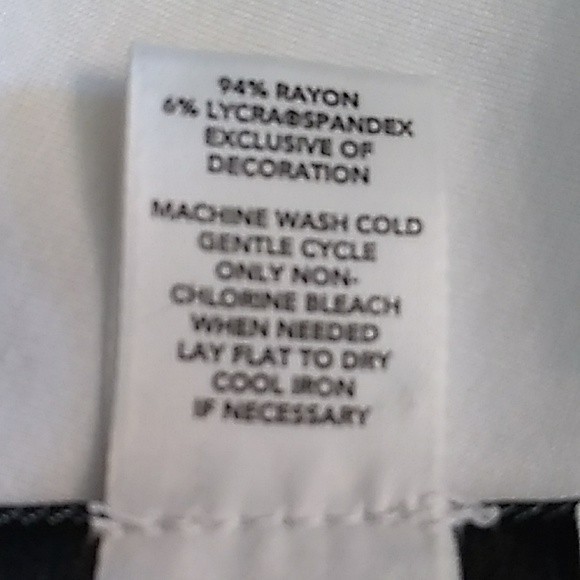 94% RAYON
6% LYCRA®SPANDEX
EXCLUSIVE OF
DECORATION
MACHINE WASH COLD
GENTLE CYCLE
ONLY NON-
CHLORINE BLEACH
WHEN NEEDED
LAY FLAT TO DRY
COOL IRON
IF NECESSARY